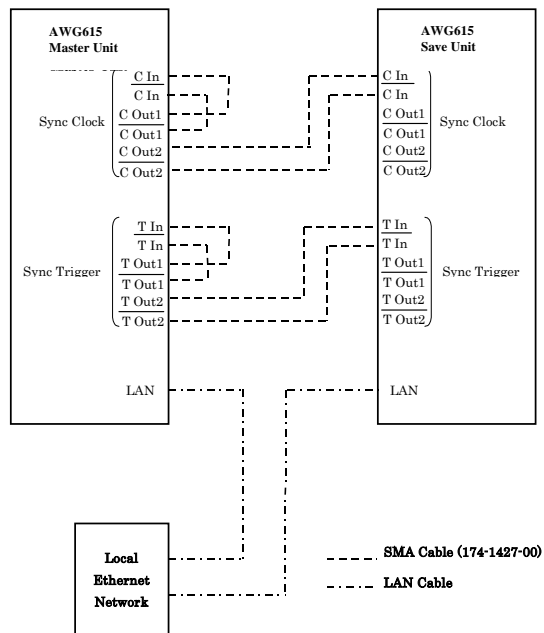 AWG615
Master Unit
C In
C In
C Out1
C Out1
C Out2
C Out2
Sync Clock
T In
T In
T Out1
T Out1
T Out2
T Out2
Sync Trigger
LAN
AWG615
Save Unit
C In
C In
C Out1
C Out1
C Out2
C Out2
Sync Clock
T In
T In
T Out1
T Out1
T Out2
T Out2
Sync Trigger
LAN
Local
Ethernet
Network
SMA Cable (174-1427-00)
LAN Cable